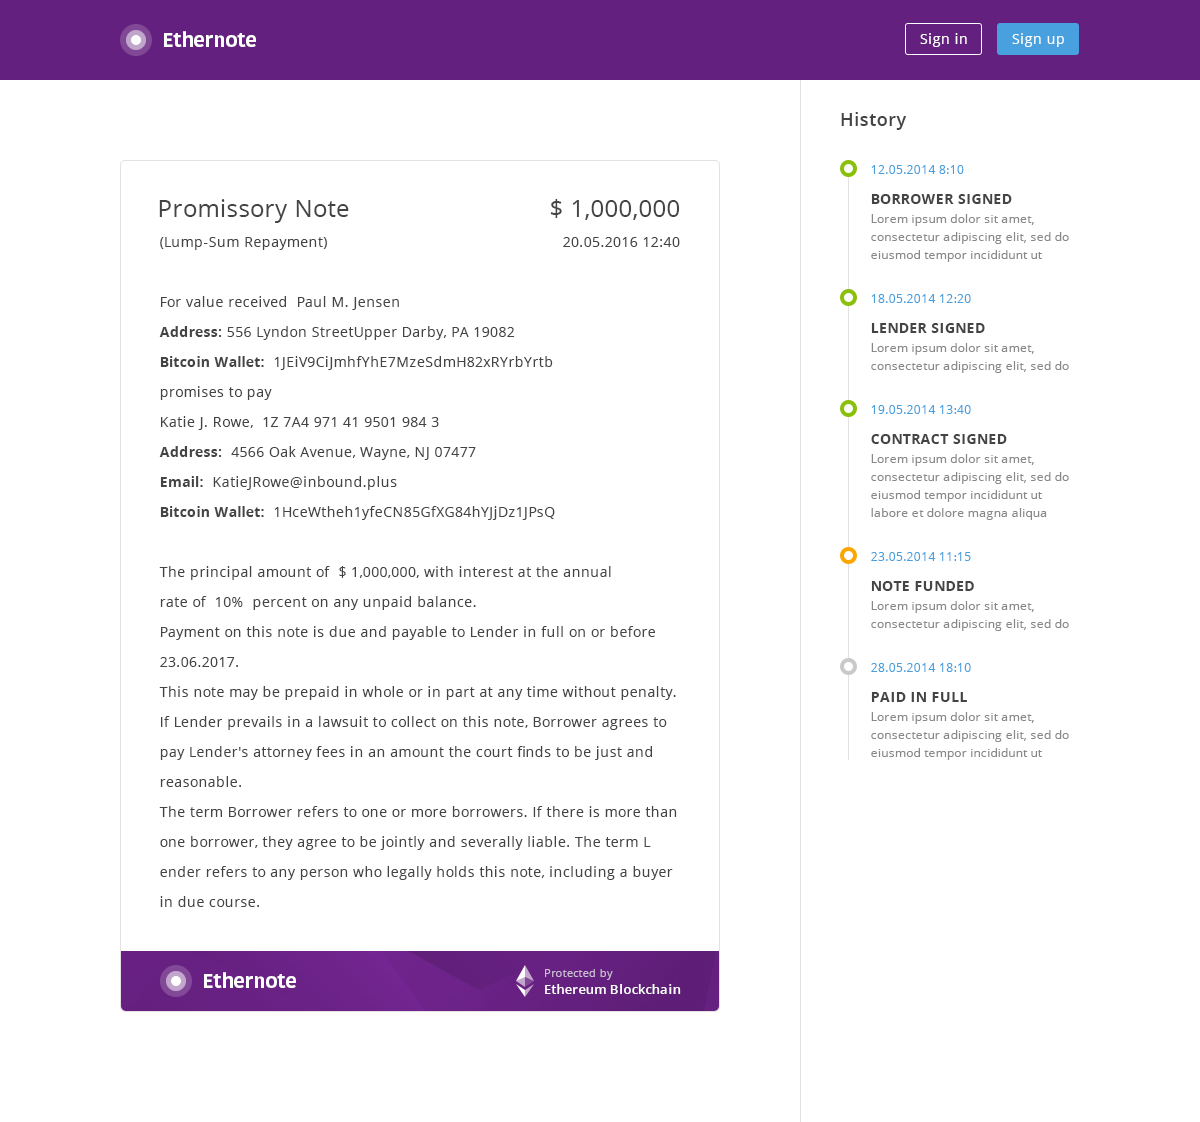 Ethernote
Sign in
Sign up
Promissory Note
$ 1,000,000
(Lump-Sum Repayment)
20.05.2016 12:40
For value received  Paul M. Jensen
Address: 556 Lyndon StreetUpper Darby, PA 19082
Bitcoin Wallet:  1JEiV9CiJmhfYhE7MzeSdmH82xRYrbYrtb
promises to pay
Katie J. Rowe,  1Z 7A4 971 41 9501 984 3
Address:  4566 Oak Avenue, Wayne, NJ 07477
Email:  KatieJRowe@inbound.plus
Bitcoin Wallet:  1HceWtheh1yfeCN85GfXG84hYJjDz1JPsQ
The principal amount of  $ 1,000,000, with interest at the annual
rate of  10%  percent on any unpaid balance.
Payment on this note is due and payable to Lender in full on or before
23.06.2017.
This note may be prepaid in whole or in part at any time without penalty.
If Lender prevails in a lawsuit to collect on this note, Borrower agrees to
pay Lender's attorney fees in an amount the court finds to be just and
reasonable.
The term Borrower refers to one or more borrowers. If there is more than
one borrower, they agree to be jointly and severally liable. The term L
ender refers to any person who legally holds this note, including a buyer
in due course.
Ethernote
Protected by
Ethereum Blockchain
History
12.05.2014 8:10
BORROWER SIGNED
Lorem ipsum dolor sit amet,
consectetur adipiscing elit, sed do
eiusmod tempor incididunt ut
18.05.2014 12:20
LENDER SIGNED
Lorem ipsum dolor sit amet,
consectetur adipiscing elit, sed do
19.05.2014 13:40
CONTRACT SIGNED
Lorem ipsum dolor sit amet,
consectetur adipiscing elit, sed do
eiusmod tempor incididunt ut
labore et dolore magna aliqua
23.05.2014 11:15
NOTE FUNDED
Lorem ipsum dolor sit amet,
consectetur adipiscing elit, sed do
28.05.2014 18:10
PAID IN FULL
Lorem ipsum dolor sit amet,
consectetur adipiscing elit, sed do
eiusmod tempor incididunt ut